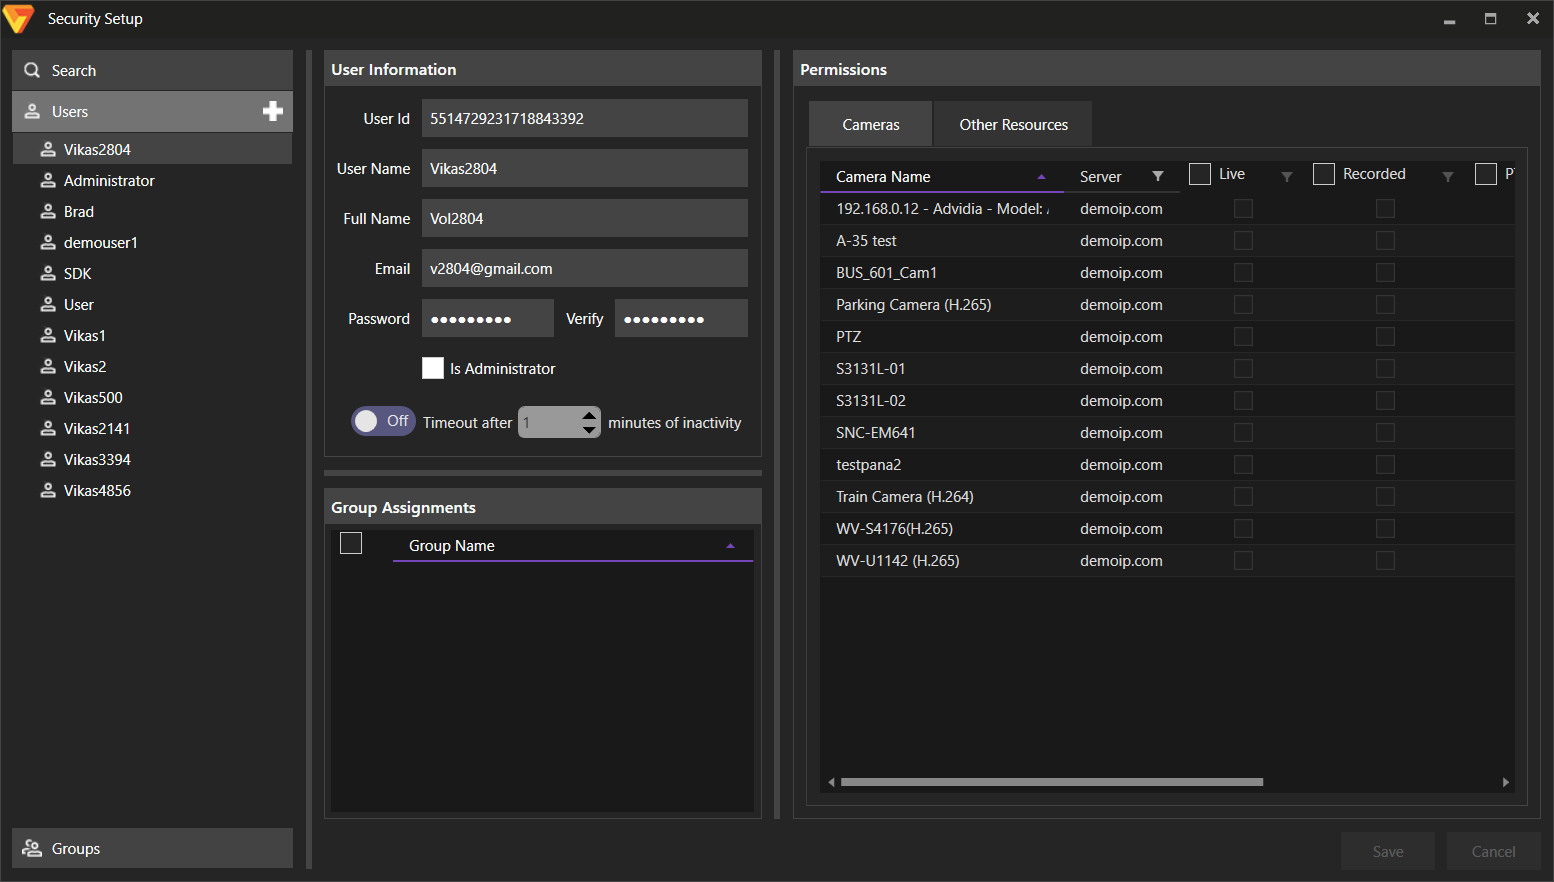 Security Setup
Search
Users
Vikas2804
Administrator
Brad
demouser1
SDK
User
Vikas1
Vikas2
Vikas500
Vikas2141
Vikas3394
Vikas4856
Groups
User Information
User Id 5514729231718843392
User Name Vikas2804
Full Name Vol2804
Email v2804@gmail.com
Password ●●●●●●●●● Verify ●●●●●●●●●
Is Administrator
Off Timeout after 1 minutes of inactivity
Group Assignments
Group Name
Permissions
Cameras Other Resources
Camera Name Server Live Recorded
192.168.0.12 - Advidia - Model: demoip.com
A-35 test demoip.com
BUS_601_Cam1 demoip.com
Parking Camera (H.265) demoip.com
PTZ demoip.com
S3131L-01 demoip.com
S3131L-02 demoip.com
SNC-EM641 demoip.com
testpana2 demoip.com
Train Camera (H.264) demoip.com
WV-S4176(H.265) demoip.com
WV-U1142 (H.265) demoip.com
Save Cancel